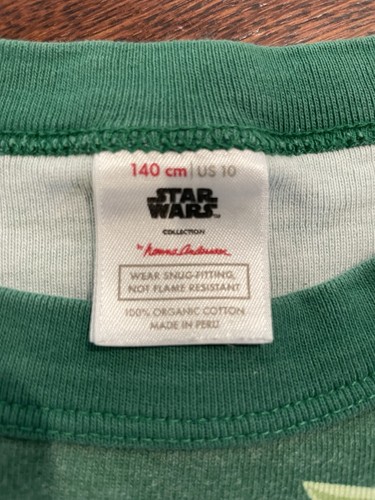 140 cm | US 10
STAR
WARS
COLLECTION
by Hanna Andersson
WEAR SNUG-FITTING,
NOT FLAME RESISTANT
100% ORGANIC COTTON
MADE IN PERU